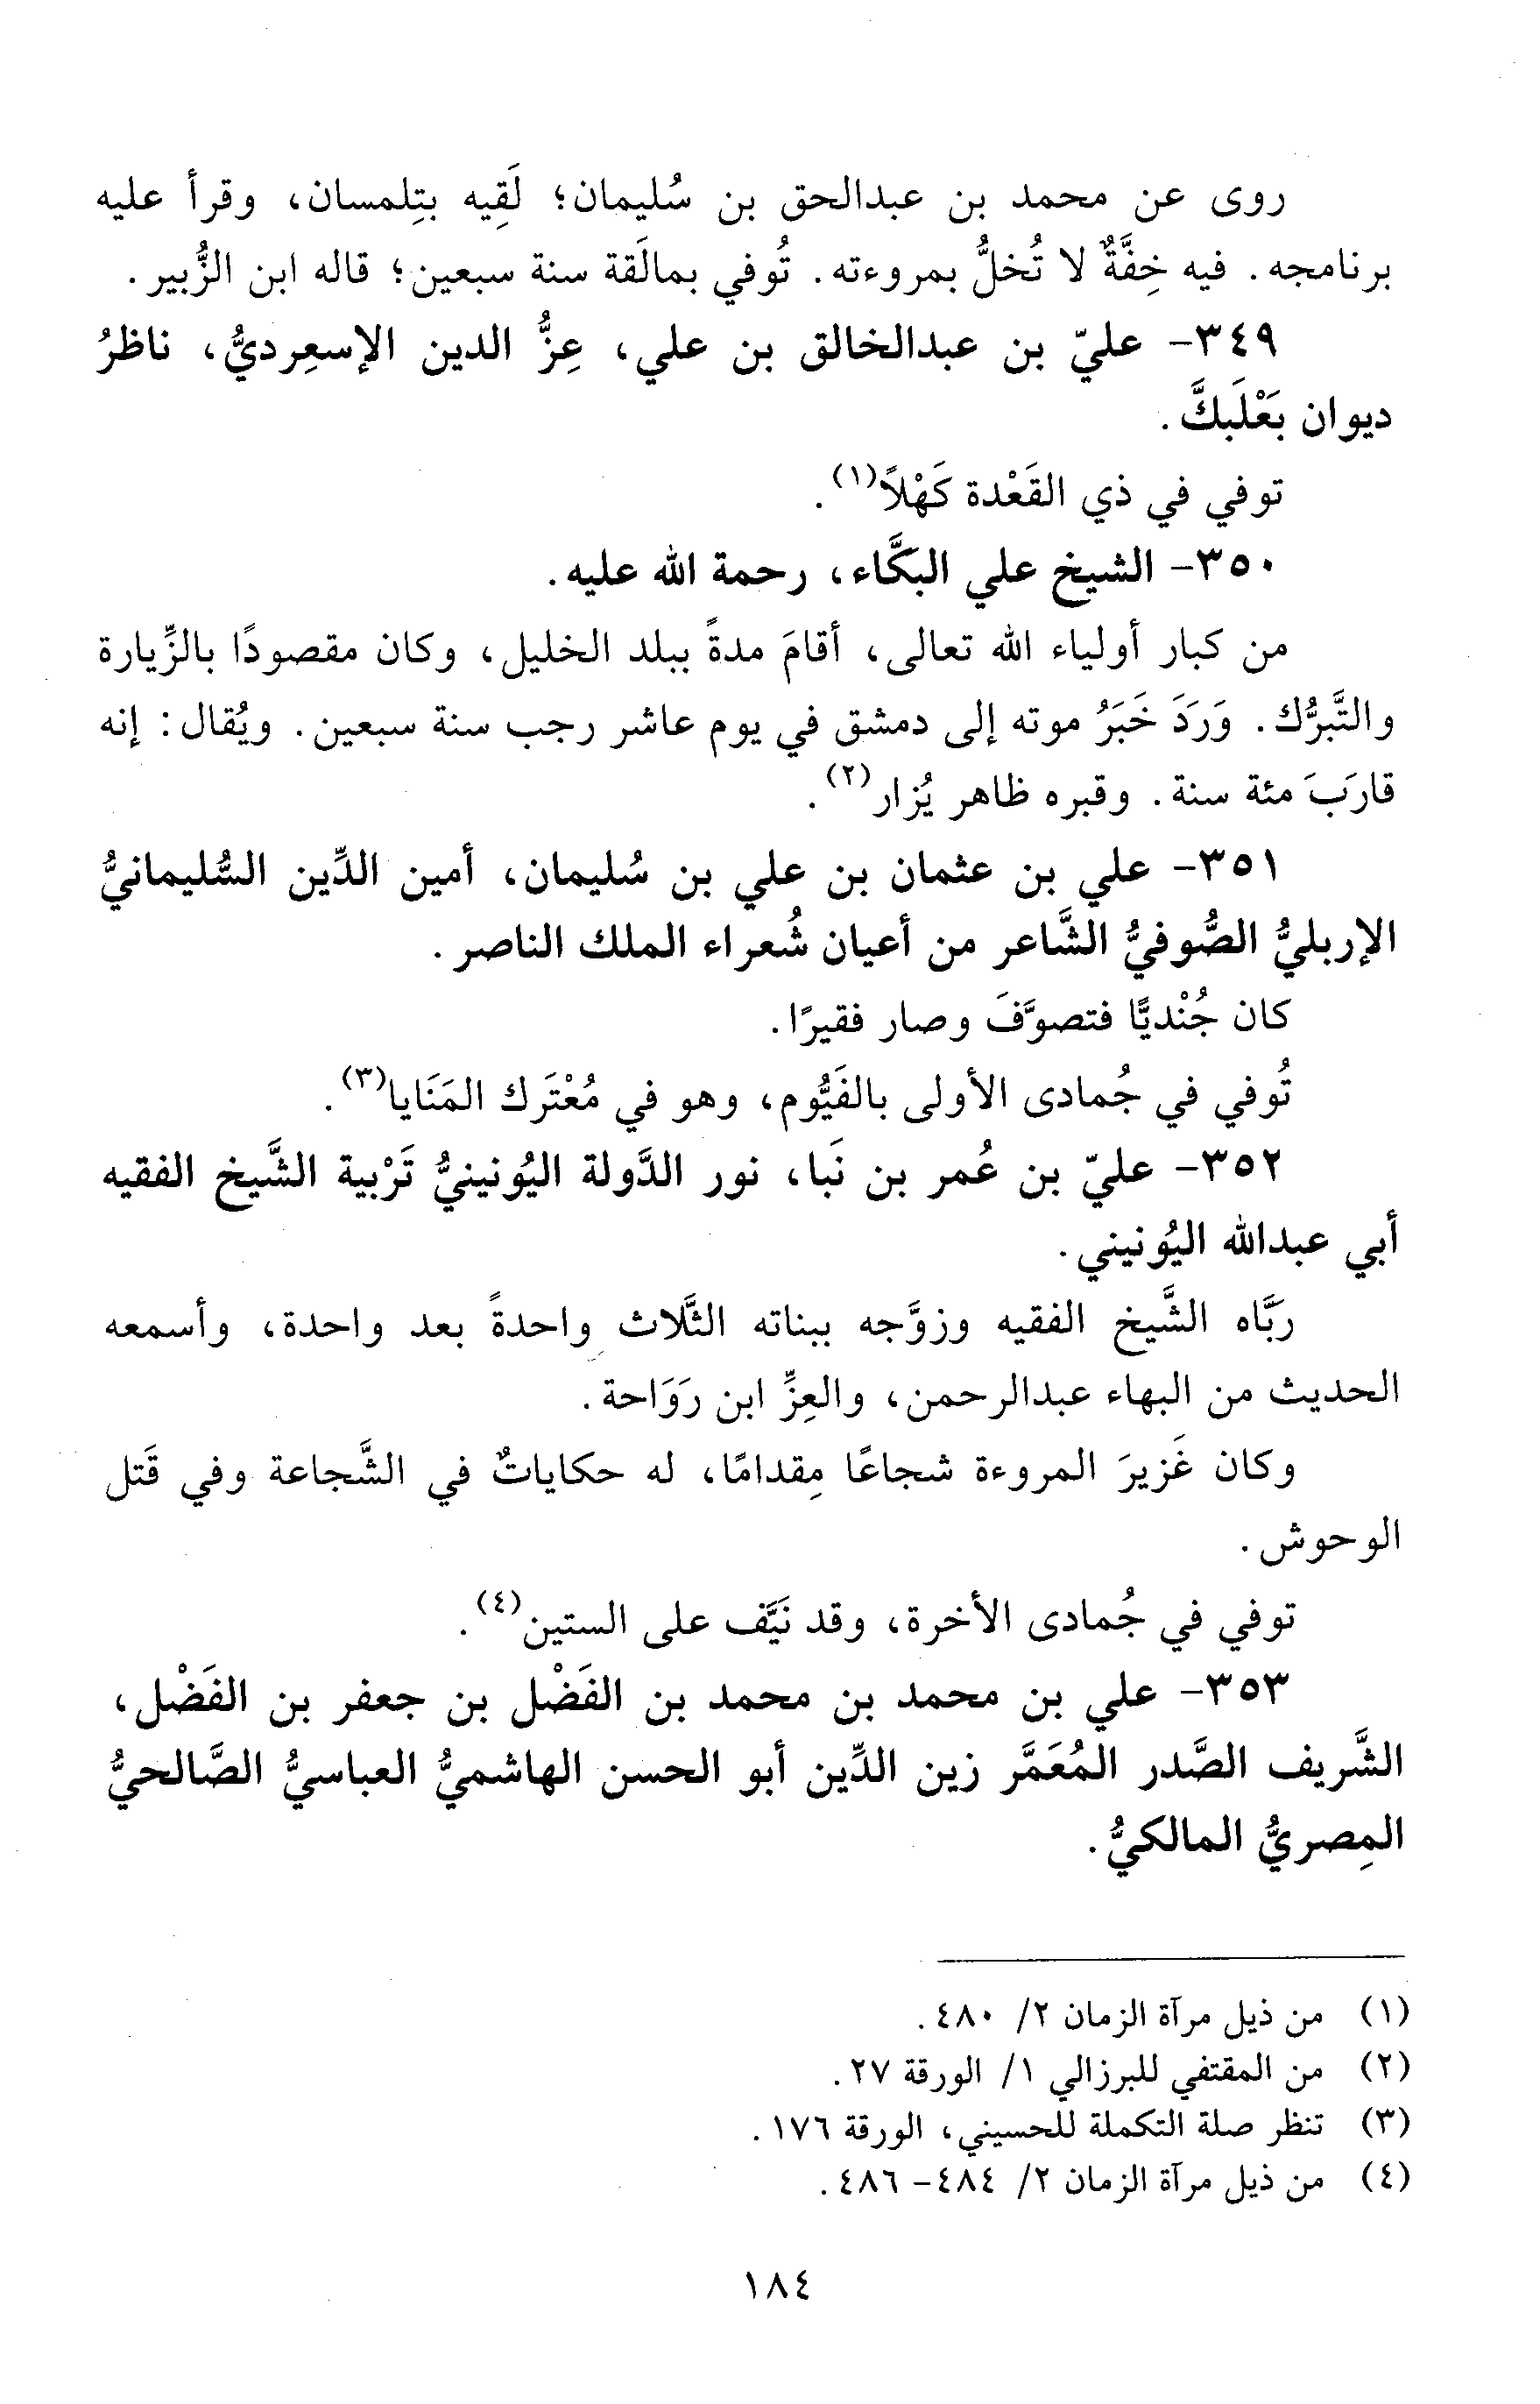 روى عن محمد بن عبدالحق بن سُليمان؛ لَقِيه بتِلمسان، وقرأ عليه
برنامجه. فيه خِفَّةٌ لا تُخلُّ بمروءته. تُوفي بمالَقة سنة سبعين؛ قاله ابن الزُّبير.
٣٤٩- عليّ بن عبدالخالق بن علي، عِزُّ الدين الإسعِرديُّ، ناظرُ
ديوان بَعْلَبكَّ.
توفي في ذي القَعْدة كَهْلاً(١).
٣٥٠- الشيخ علي البكَّاء، رحمة الله عليه.
من كبار أولياء الله تعالى، أقامَ مدةً ببلد الخليل، وكان مقصودًا بالزِّيارة
والتَّبرُّك. وَرَدَ خَبَرُ موته إلى دمشق في يوم عاشر رجب سنة سبعين. ويُقال: إنه
قارَبَ مئة سنة. وقبره ظاهر يُزار(٢).
٣٥١- علي بن عثمان بن علي بن سُليمان، أمين الدِّين السُّليمانيُّ
الإربليُّ الصُّوفيُّ الشَّاعر من أعيان شُعراء الملك الناصر.
كان جُنْديًّا فتصوَّفَ وصار فقيرًا.
تُوفي في جُمادى الأولى بالفَيُّوم، وهو في مُعْتَرك المَنَايا(٣).
٣٥٢- عليّ بن عُمر بن نَبا، نور الدَّولة اليُونينيُّ تَرْبية الشَّيخ الفقيه
أبي عبدالله اليُونيني.
ربَّاه الشَّيخ الفقيه وزوَّجه ببناته الثَّلاث واحدةً بعد واحدة، وأسمعه
الحديث من البهاء عبدالرحمن، والعِزِّ ابن رَوَاحة.
وكان غَزيرَ المروءة شجاعًا مِقدامًا، له حكاياتٌ في الشَّجاعة وفي قَتل
الوحوش.
توفي في جُمادى الأخرة، وقد نَيَّف على الستين(٤).
٣٥٣- علي بن محمد بن محمد بن الفَضْل بن جعفر بن الفَضْل،
الشَّريف الصَّدر المُعَمَّر زين الدِّين أبو الحسن الهاشميُّ العباسيُّ الصَّالحيُّ
المِصريُّ المالكيُّ.
(١) من ذيل مرآة الزمان ٢/ ٤٨٠.
(٢) من المقتفي للبرزالي ١/ الورقة ٢٧.
(٣) تنظر صلة التكملة للحسيني، الورقة ١٧٦.
(٤) من ذيل مرآة الزمان ٢/ ٤٨٤- ٤٨٦.
١٨٤